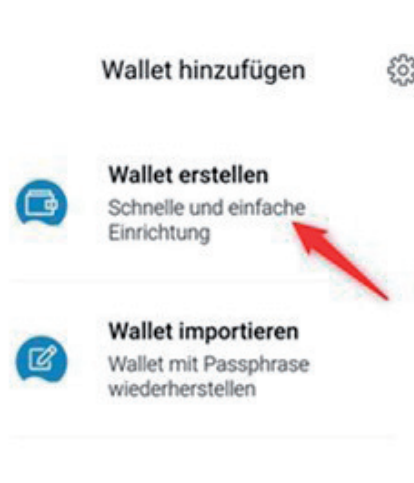 Wallet hinzufügen
Wallet erstellen
Schnelle und einfache
Einrichtung
Wallet importieren
Wallet mit Passphrase
wiederherstellen